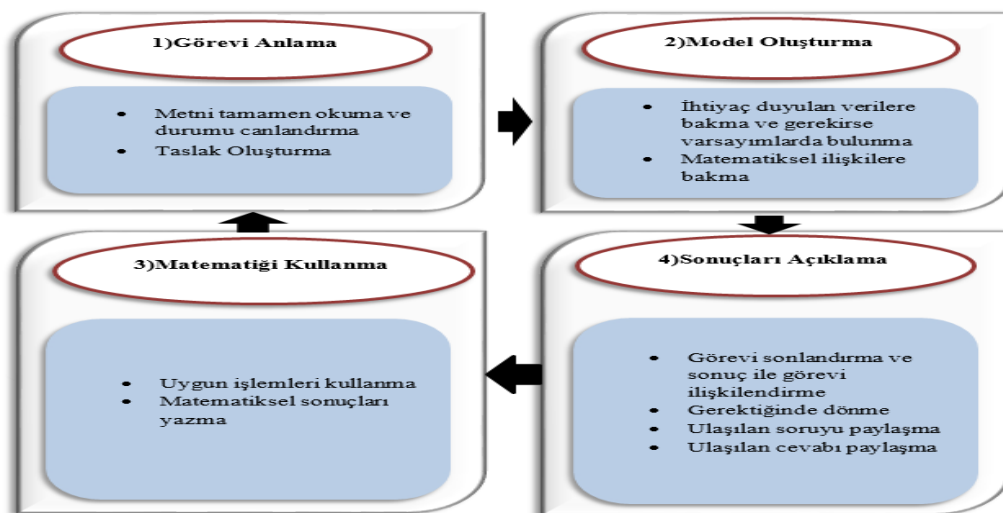 1)Görevi Anlama
Metni tamamen okuma ve
durumu canlandırma
Taslak Oluşturma
2)Model Oluşturma
İhtiyaç duyulan verilere
bakma ve gerekirse
varsayımlarda bulunma
Matematiksel ilişkilere
bakma
3)Matematiği Kullanma
Uygun işlemleri kullanma
Matematiksel sonuçları
yazma
4)Sonuçları Açıklama
Görevi sonlandırma ve
sonuç ile görevi
ilişkilendirme
Gerektiğinde dönme
Ulaşılan soruyu paylaşma
Ulaşılan cevabı paylaşma